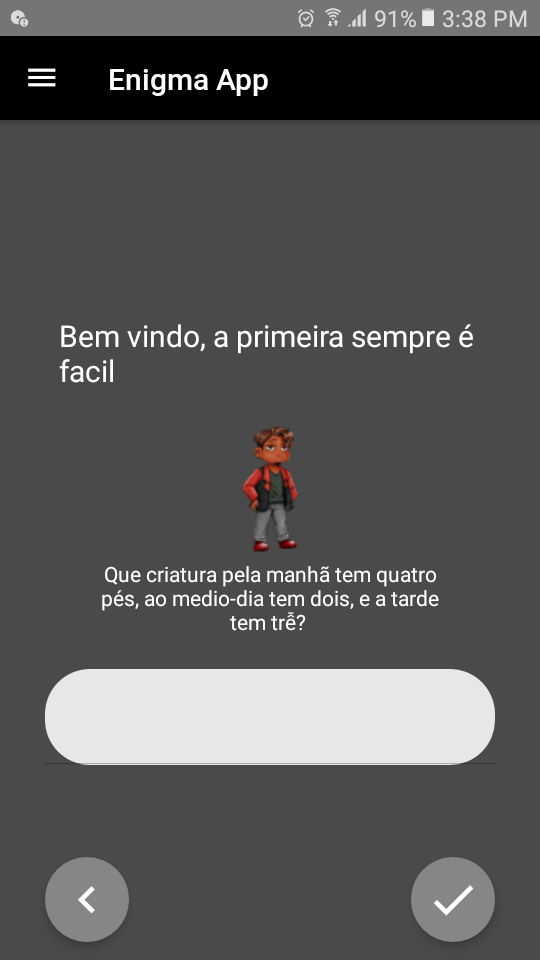 91% 3:38 PM
Enigma App
Bem vindo, a primeira sempre é
facil
Que criatura pela manhã tem quatro
pés, ao medio-dia tem dois, e a tarde
tem trễ?